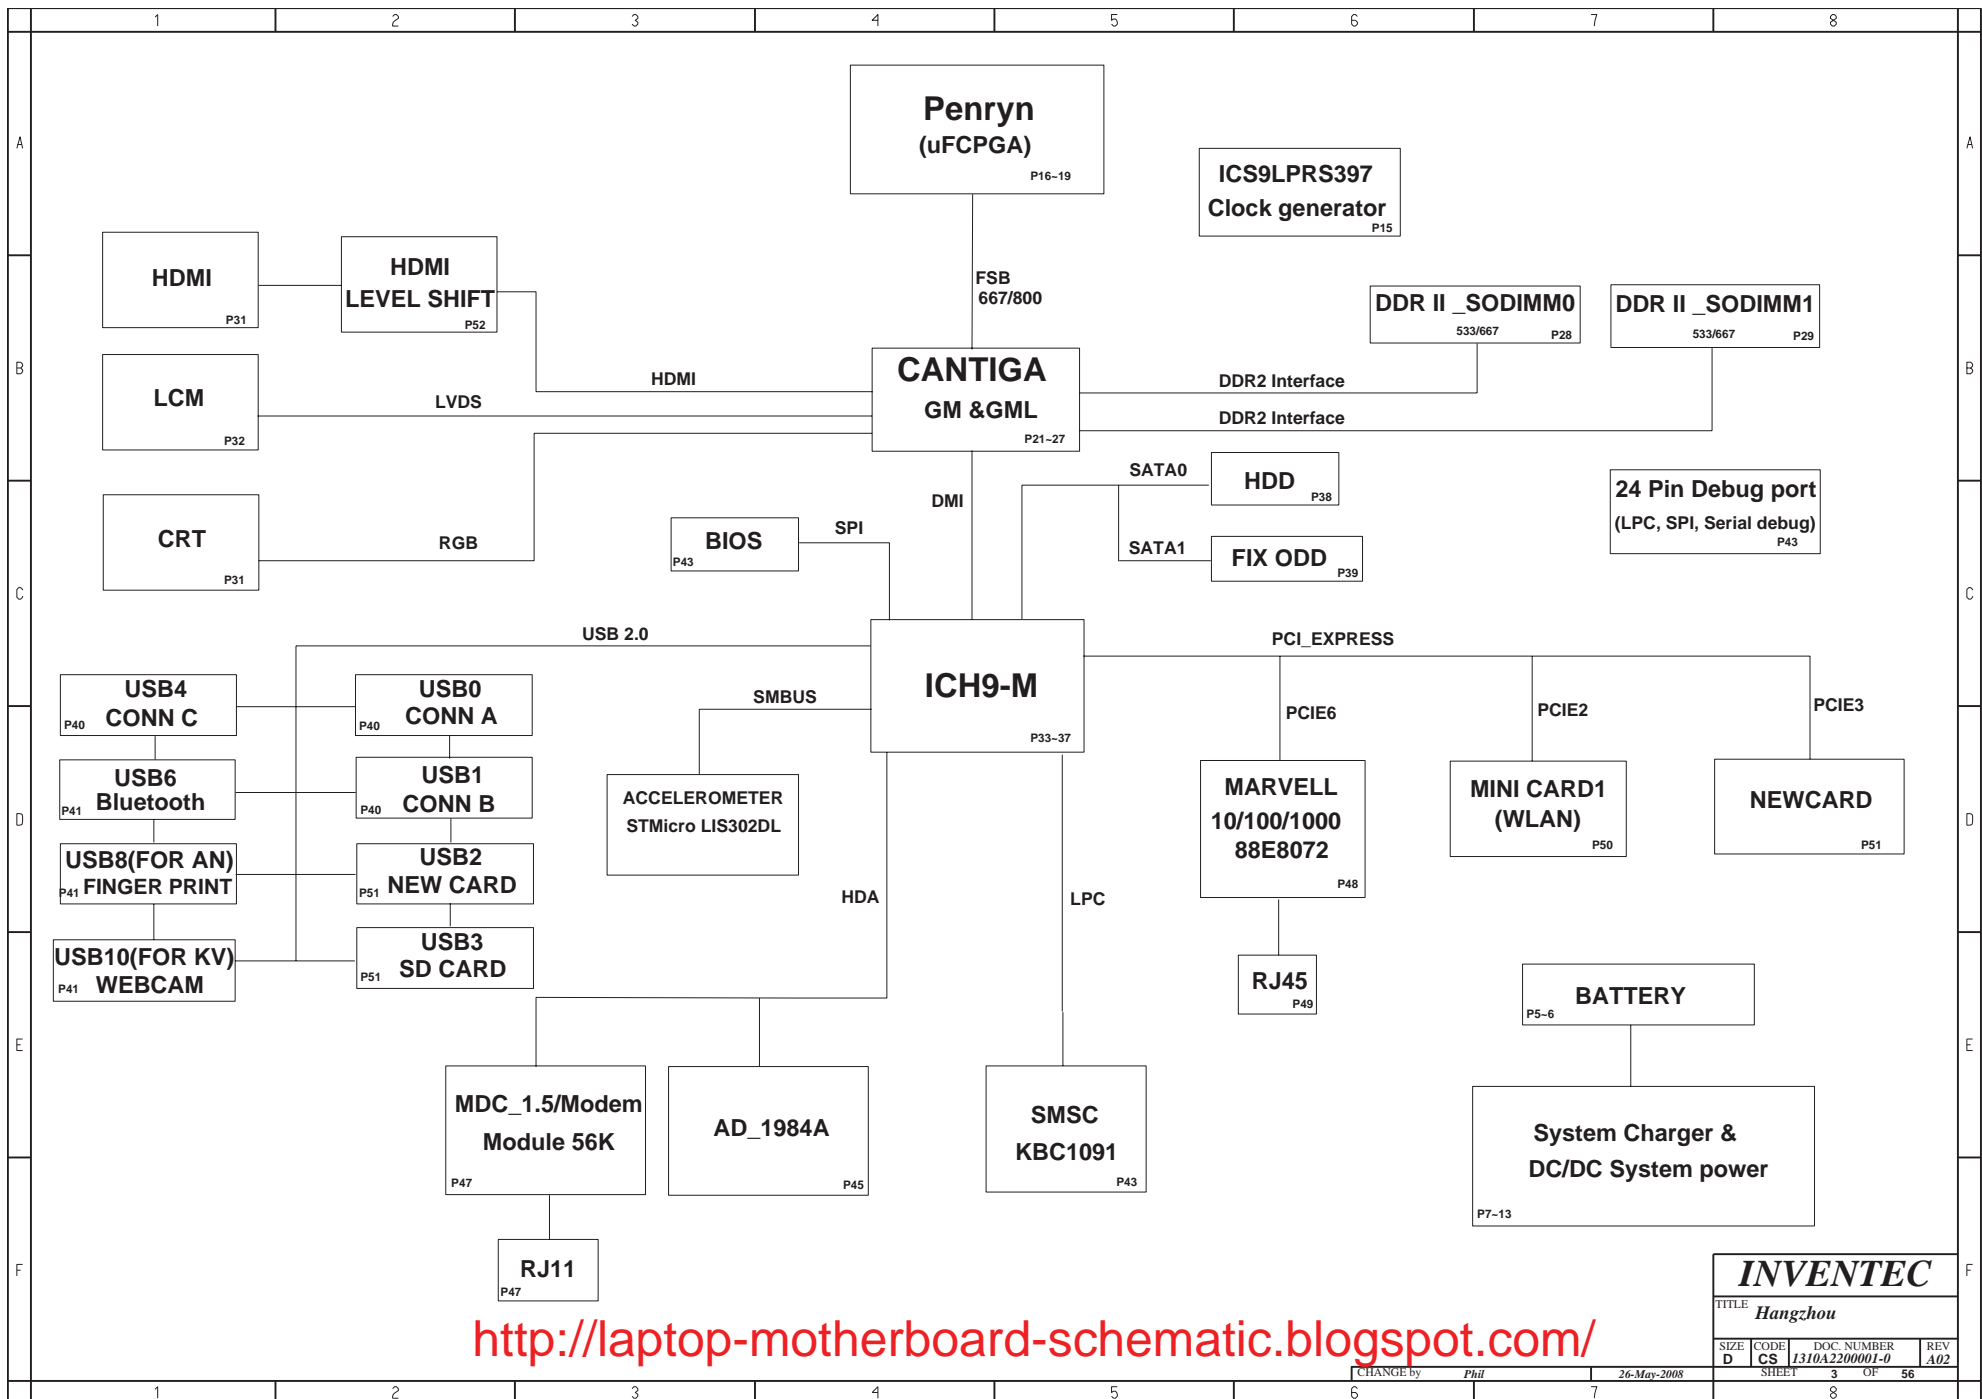 1 2 3 4 5 6 7 8
A A
B B
C C
D D
E E
F F
Penryn
(uFCPGA)
P16~19
ICS9LPRS397
Clock generator
P15
HDMI
P31
HDMI
LEVEL SHIFT
P52
FSB
667/800
DDR II _SODIMM0
533/667 P28
DDR II _SODIMM1
533/667 P29
CANTIGA
GM &GML
P21~27
HDMI
DDR2 Interface
LCM
P32
LVDS
DDR2 Interface
CRT
P31
RGB
DMI
SATA0
HDD
P38
SATA1
FIX ODD
P39
24 Pin Debug port
(LPC, SPI, Serial debug)
P43
BIOS
P43
SPI
USB 2.0
ICH9-M
P33~37
PCI_EXPRESS
SMBUS
PCIE6
PCIE2
PCIE3
USB4
CONN C
P40
USB0
CONN A
P40
USB6
Bluetooth
P41
USB1
CONN B
P40
USB8(FOR AN)
FINGER PRINT
P41
USB2
NEW CARD
P51
USB10(FOR KV)
WEBCAM
P41
USB3
SD CARD
P51
ACCELEROMETER
STMicro LIS302DL
MARVELL
10/100/1000
88E8072
P48
MINI CARD1
(WLAN)
P50
NEWCARD
P51
HDA
LPC
RJ45
P49
BATTERY
P5~6
MDC_1.5/Modem
Module 56K
P47
AD_1984A
P45
SMSC
KBC1091
P43
System Charger &
DC/DC System power
P7~13
RJ11
P47
http://laptop-motherboard-schematic.blogspot.com/
INVENTEC
TITLE Hangzhou
SIZE CODE DOC. NUMBER REV
D CS 1310A2200001-0 A02
CHANGE by Phil 26-May-2008 SHEET 3 OF 56
1 2 3 4 5 6 7 8